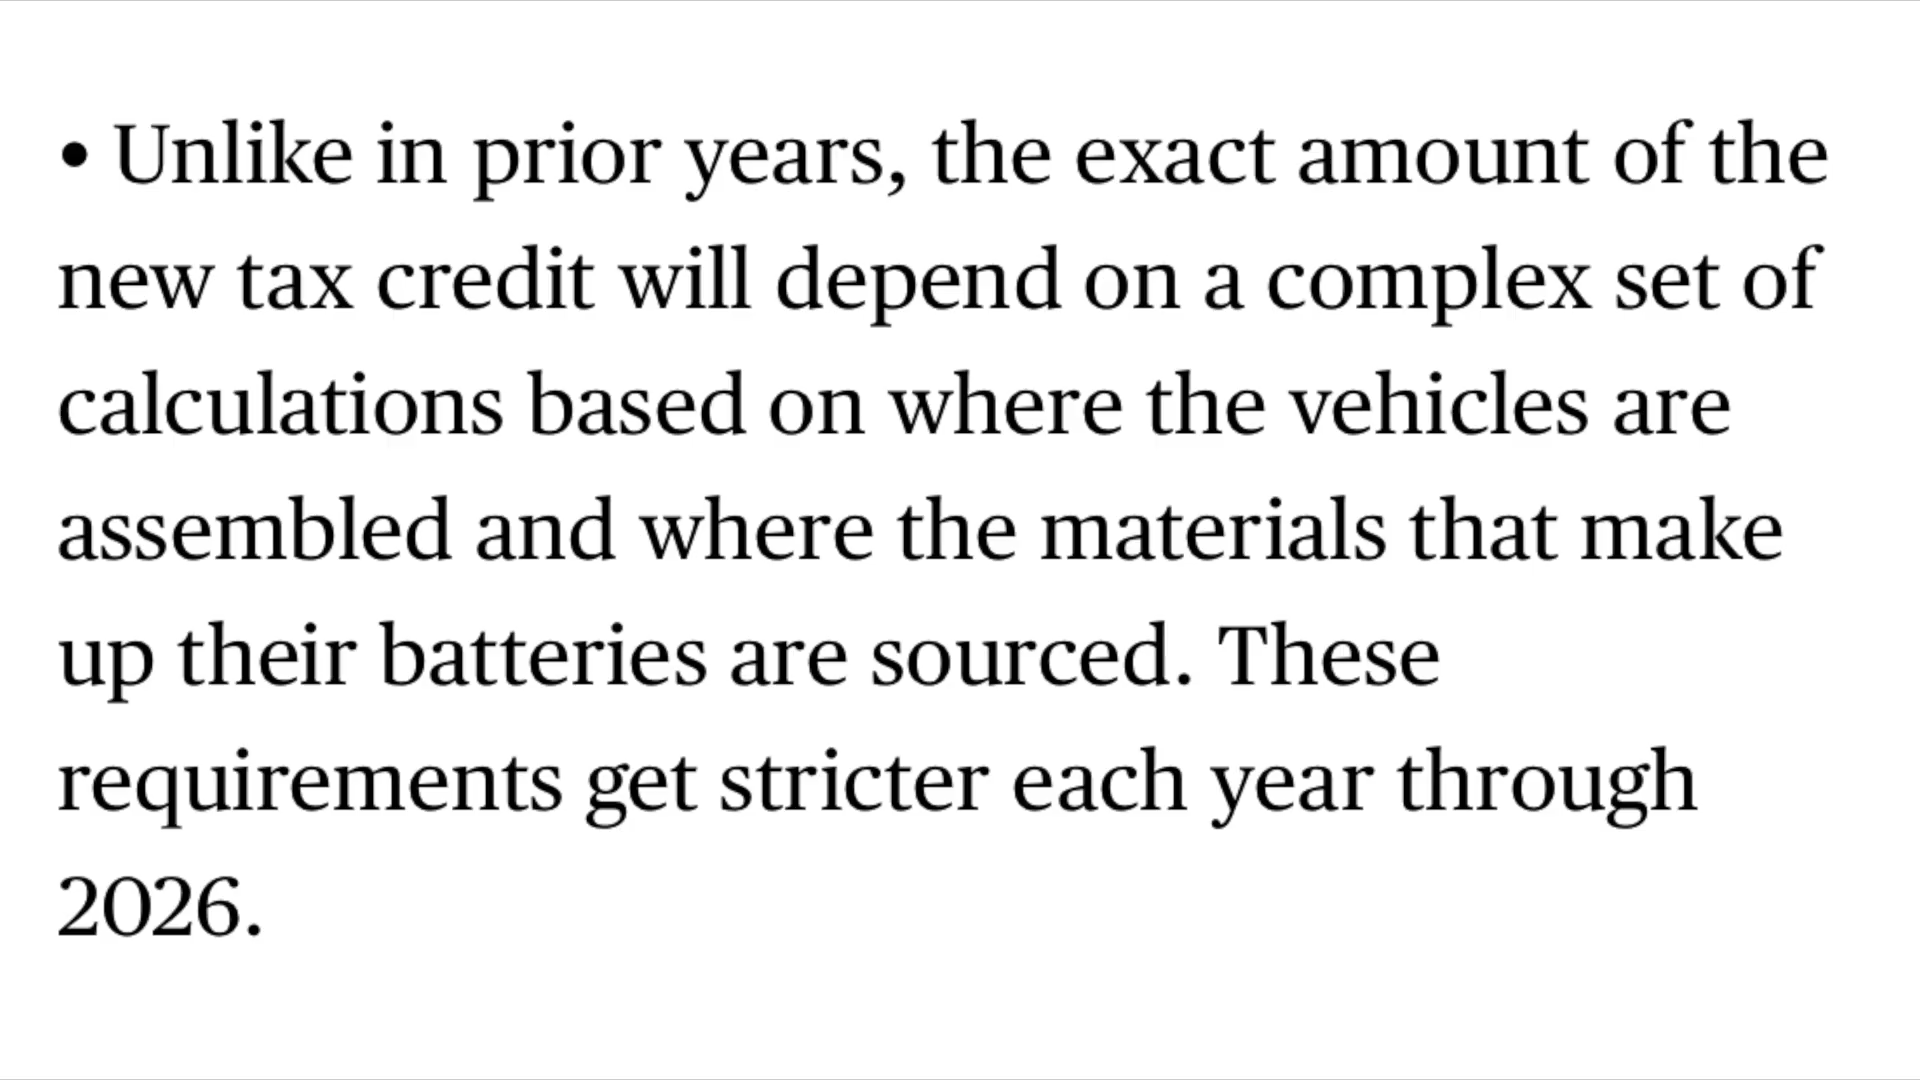 • Unlike in prior years, the exact amount of the
new tax credit will depend on a complex set of
calculations based on where the vehicles are
assembled and where the materials that make
up their batteries are sourced. These
requirements get stricter each year through
2026.